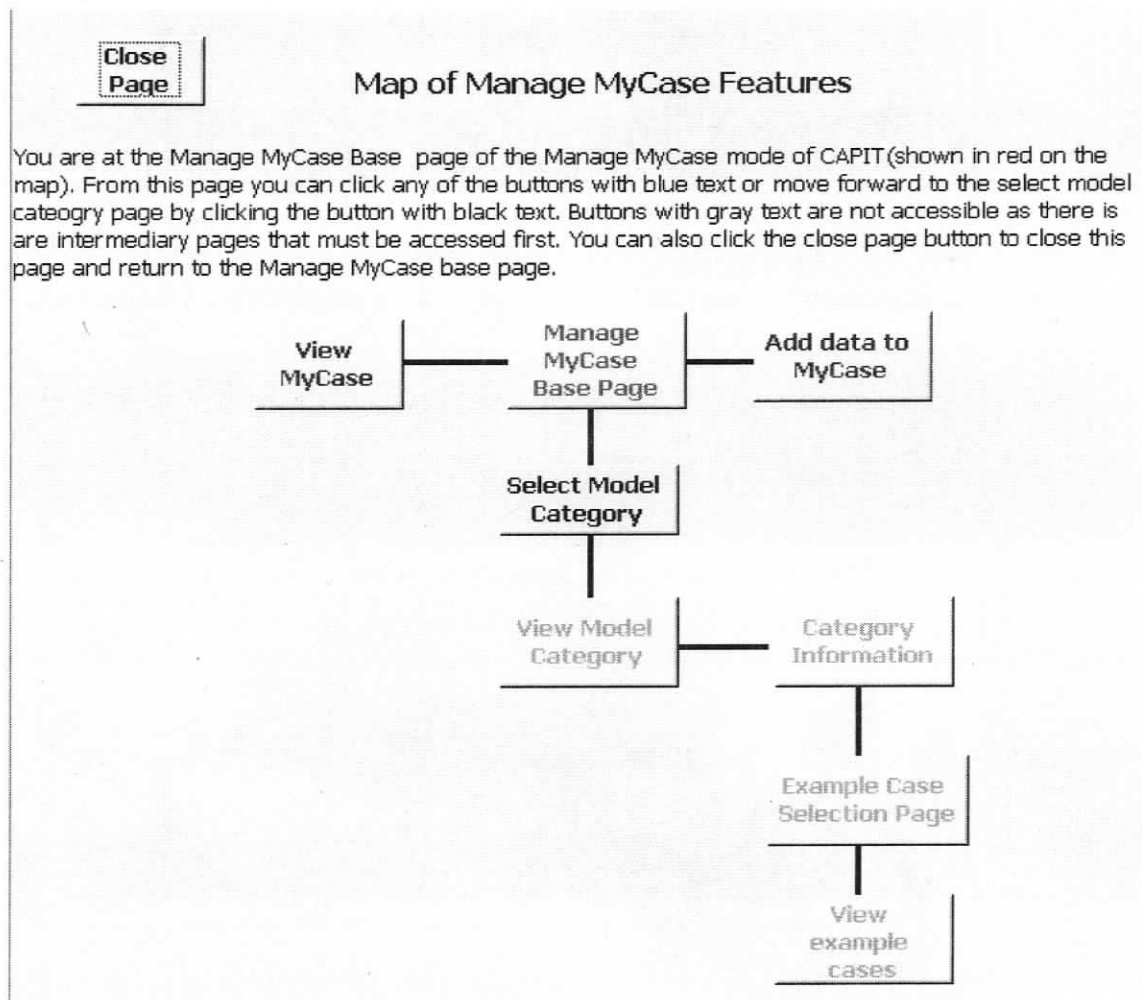 Close
Page
Map of Manage MyCase Features
You are at the Manage MyCase Base page of the Manage MyCase mode of CAPIT(shown in red on the
map). From this page you can click any of the buttons with blue text or move forward to the select model
cateogry page by clicking the button with black text. Buttons with gray text are not accessible as there is
are intermediary pages that must be accessed first. You can also click the close page button to close this
page and return to the Manage MyCase base page.
View
MyCase
Manage
MyCase
Base Page
Add data to
MyCase
Select Model
Category
View Model
Category
Category
Information
Example Case
Selection Page
View
example
cases